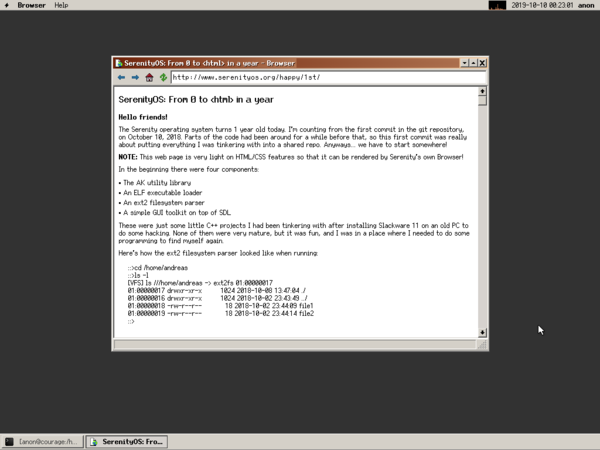 Browser Help 2019-10-10 00:23:01 anon
SerenityOS: From 0 to <html> in a year - Browser
http://www.serenityos.org/happy/1st/
SerenityOS: From 0 to <html> in a year
Hello friends!
The Serenity operating system turns 1 year old today. I'm counting from the first commit in the git repository,
on October 10, 2018. Parts of the code had been around for a while before that, so this first commit was really
about putting everything I was tinkering with into a shared repo. Anyways... we have to start somewhere!
NOTE: This web page is very light on HTML/CSS features so that it can be rendered by Serenity's own Browser!
In the beginning there were four components:
• The AK utility library
• An ELF executable loader
• An ext2 filesystem parser
• A simple GUI toolkit on top of SDL
These were just some little C++ projects I had been tinkering with after installing Slackware 11 on an old PC to
do some hacking. None of them were very mature, but it was fun, and I was in a place where I needed to do some
programming to find myself again.
Here's how the ext2 filesystem parser looked like when running:
::>cd /home/andreas
::>ls -l
[VFS] ls ///home/andreas -> ext2fs 01:00000017
01:00000017 drwxr-xr-x 1024 2018-10-08 13:47:04 ./
01:00000016 drwxr-xr-x 1024 2018-10-02 23:43:49 ../
01:00000018 -rw-r--r-- 18 2018-10-02 23:44:09 file1
01:00000019 -rw-r--r-- 18 2018-10-02 23:44:14 file2
::>
[anon@courage:/h... SerenityOS: Fro...